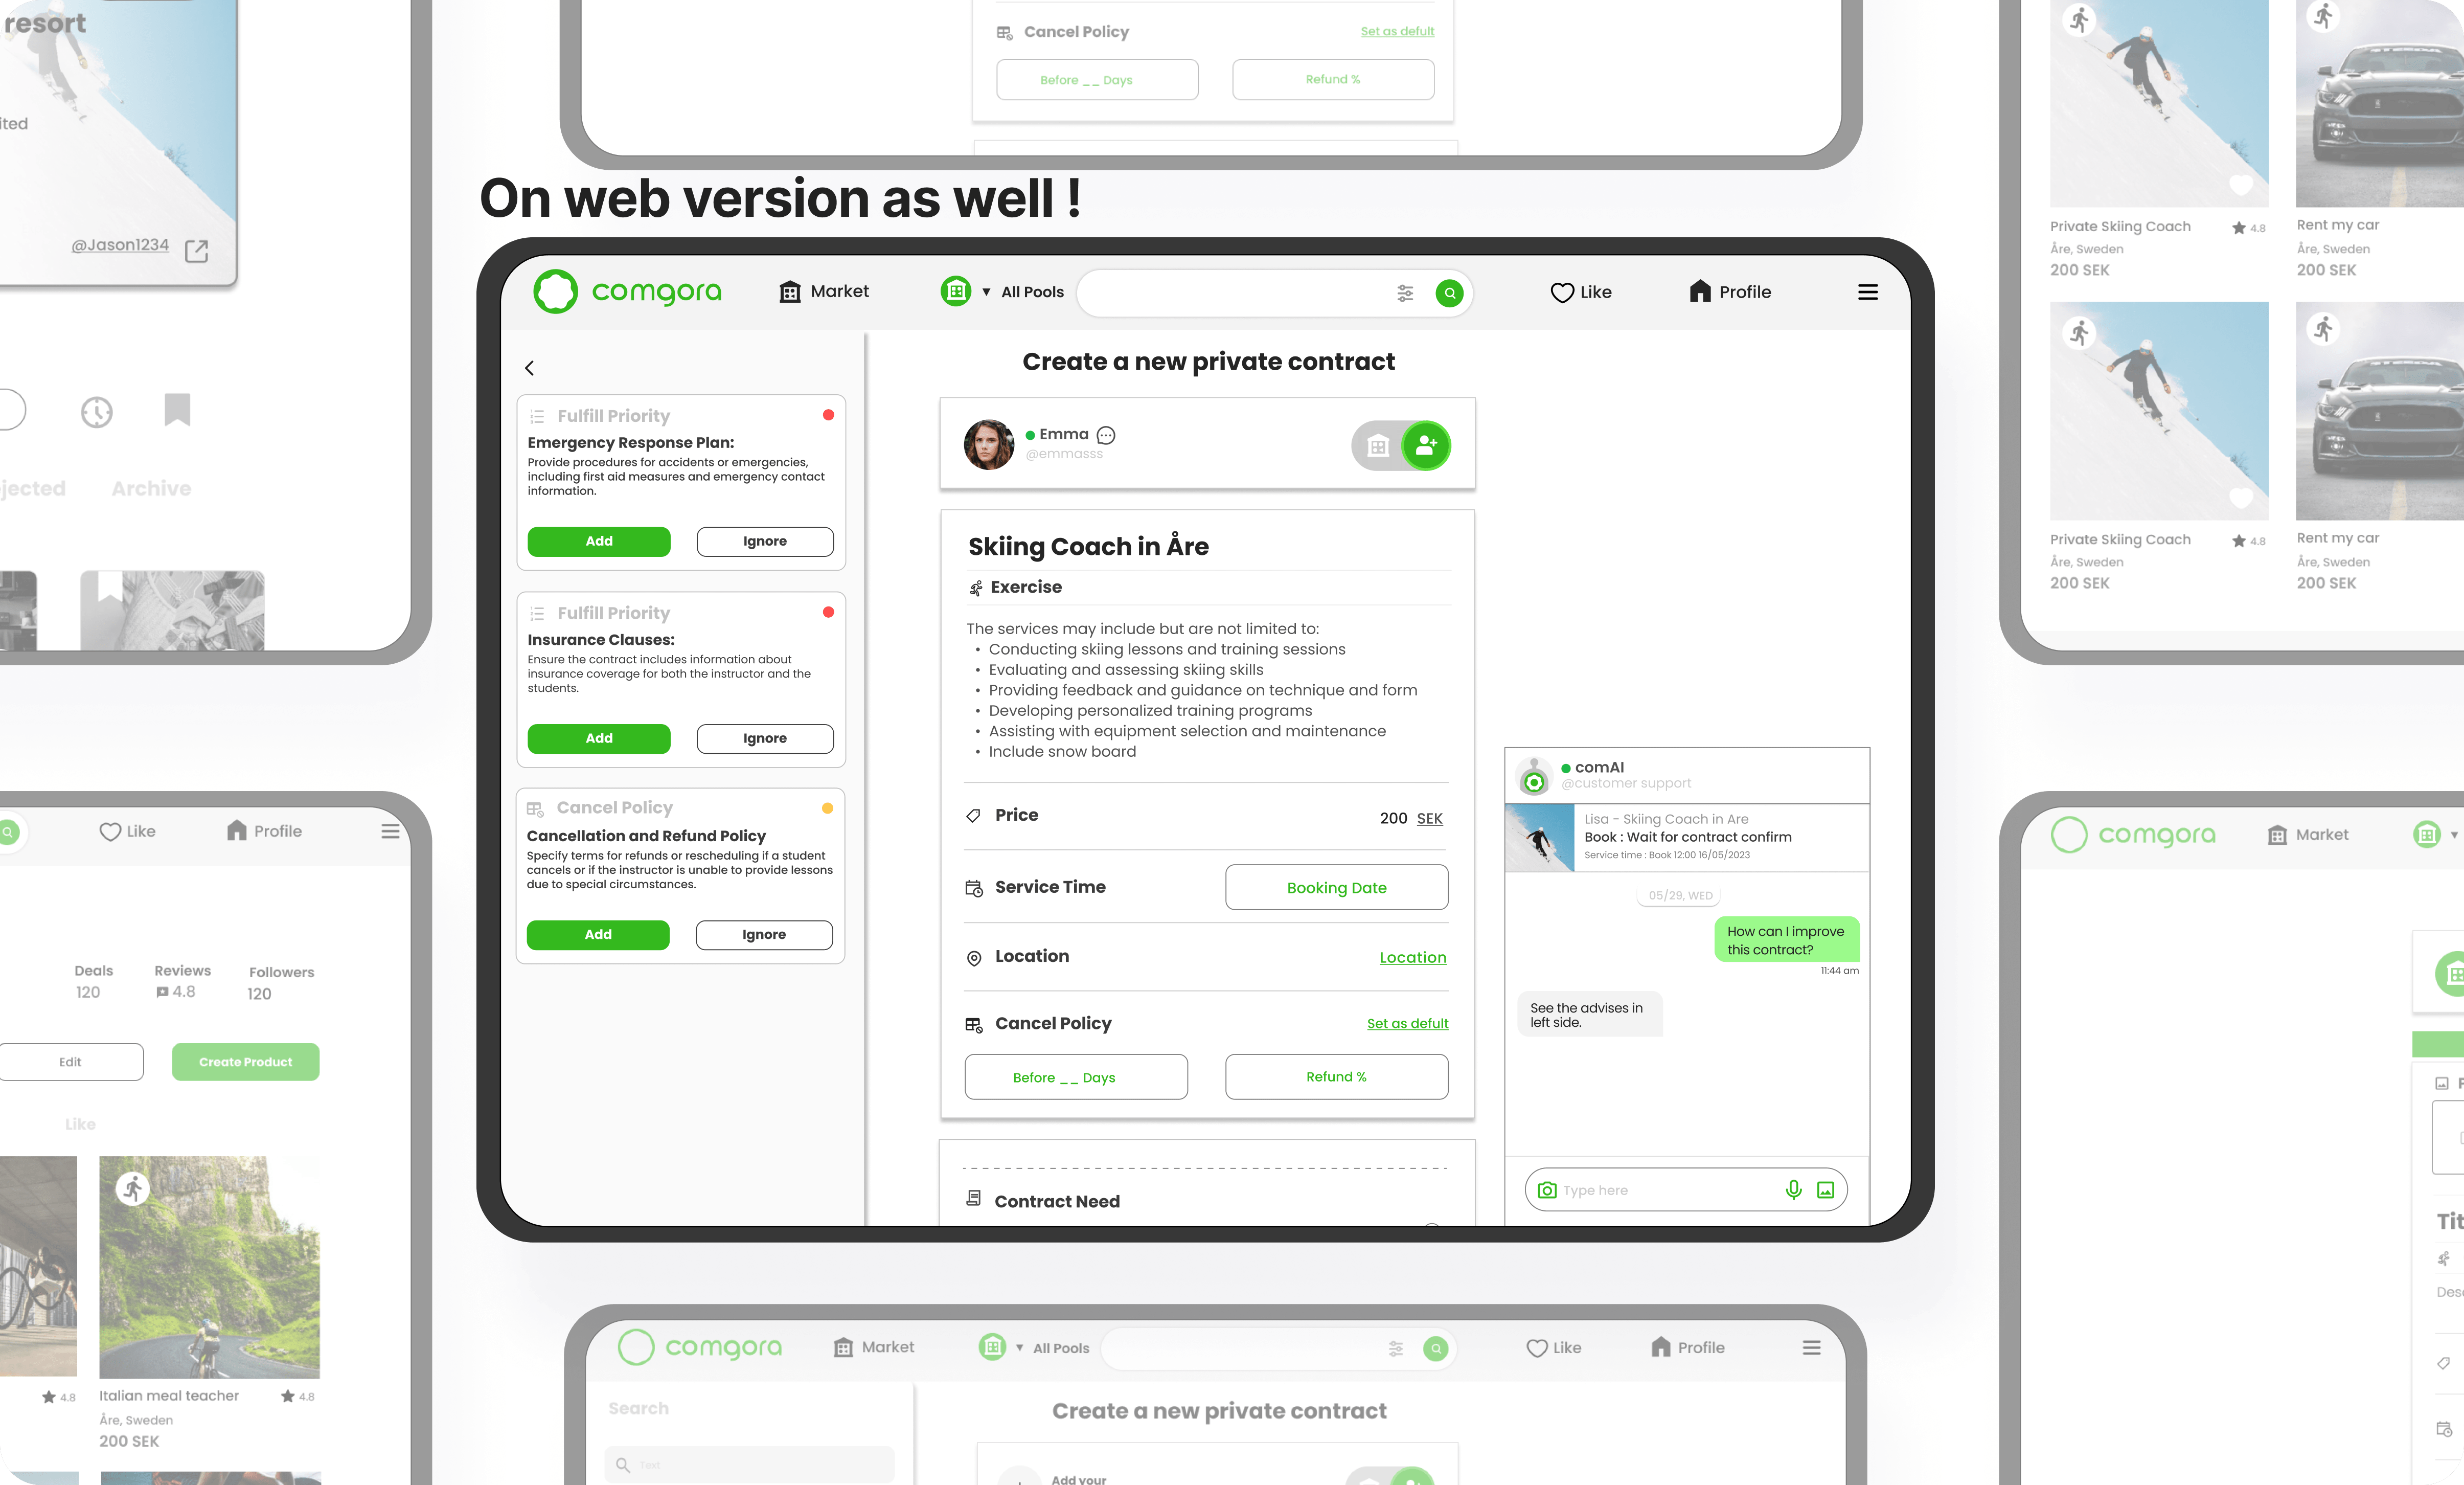 resort
@Jason1234
Archive
Cancel Policy
Set as defult
Before __ Days
Refund %
Private Skiing Coach
4.8
Åre, Sweden
200 SEK
Rent my car
Åre, Sweden
200 SEK
Private Skiing Coach
4.8
Åre, Sweden
200 SEK
Rent my car
Åre, Sweden
200 SEK
On web version as well !
comgora
Market
▼ All Pools
Like
Profile
Fulfill Priority
Emergency Response Plan:
Provide procedures for accidents or emergencies,
including first aid measures and emergency contact
information.
Add
Ignore
Fulfill Priority
Insurance Clauses:
Ensure the contract includes information about
insurance coverage for both the instructor and the
students.
Add
Ignore
Cancel Policy
Cancellation and Refund Policy
Specify terms for refunds or rescheduling if a student
cancels or if the instructor is unable to provide lessons
due to special circumstances.
Add
Ignore
Create a new private contract
Emma
@emmasss
Skiing Coach in Åre
Exercise
The services may include but are not limited to:
• Conducting skiing lessons and training sessions
• Evaluating and assessing skiing skills
• Providing feedback and guidance on technique and form
• Developing personalized training programs
• Assisting with equipment selection and maintenance
• Include snow board
Price
200 SEK
Service Time
Booking Date
Location
Location
Cancel Policy
Set as defult
Before __ Days
Refund %
Contract Need
comAI
@customer support
Lisa - Skiing Coach in Are
Book : Wait for contract confirm
Service time : Book 12:00 16/05/2023
05/29, WED
How can I improve
this contract?
11:44 am
See the advises in
left side.
Type here
Like
Profile
Deals
120
Reviews
4.8
Followers
120
Edit
Create Product
Like
4.8
Italian meal teacher
4.8
Åre, Sweden
200 SEK
comgora
Market
▼ All Pools
Like
Profile
Search
Text
Create a new private contract
Add your
comgora
Market